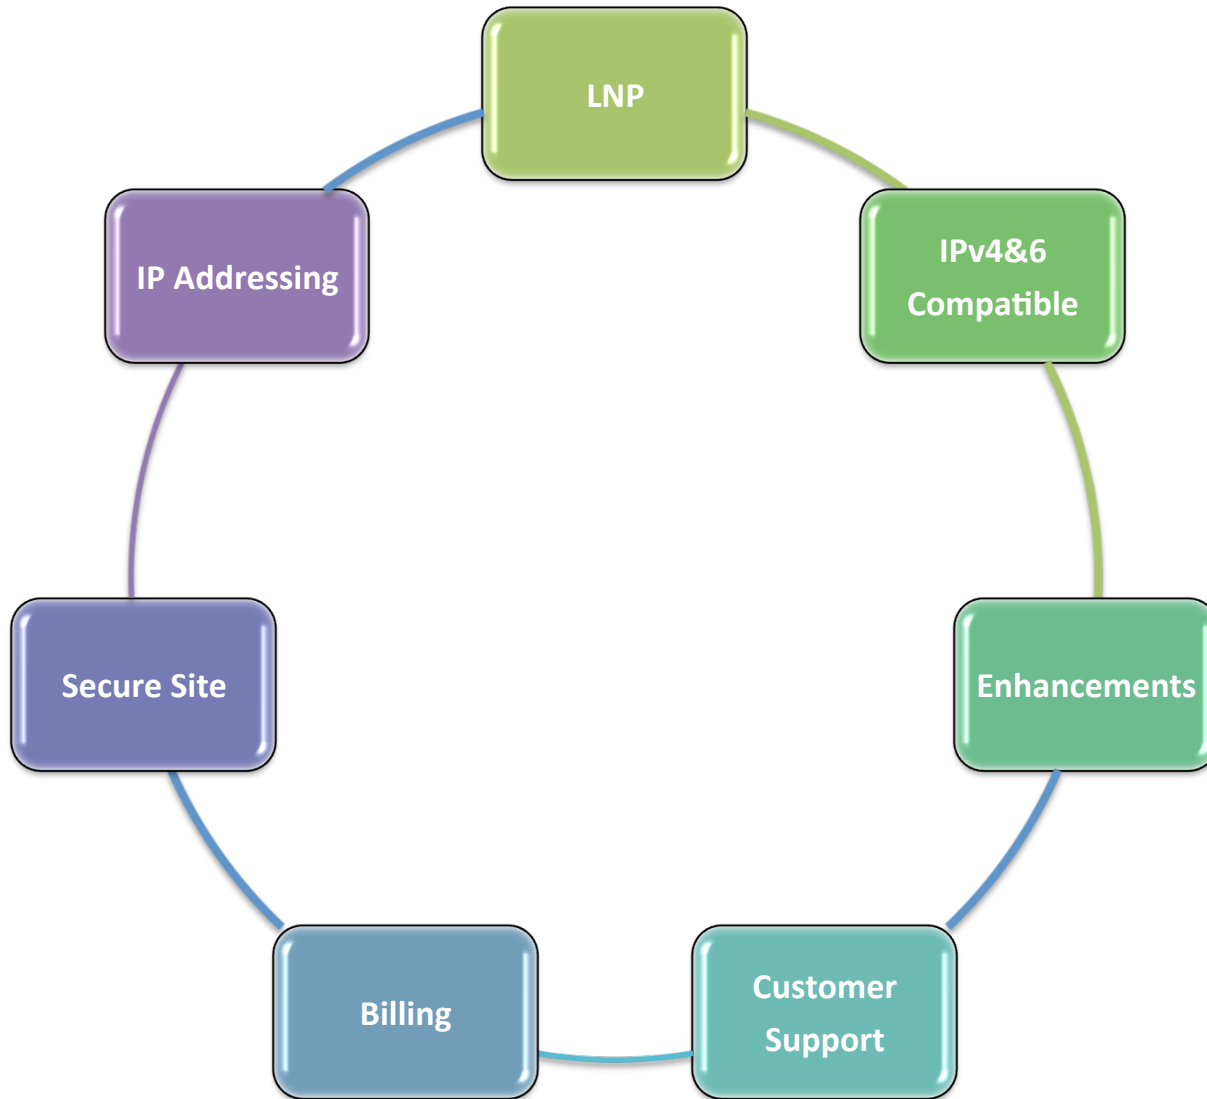 LNP
IPv4&6
Compatible
Enhancements
Customer
Support
Billing
Secure Site
IP Addressing